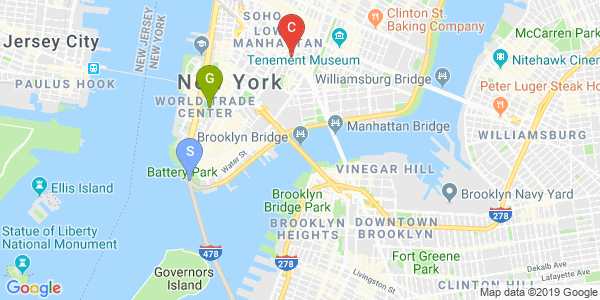 SOHO
LOW
MANHATTAN
Clinton St.
Baking Company
McCarren Park
Jersey City
NEW JERSEY
NEW YORK
Tenement Museum
Nitehawk Cinem
PAULUS HOOK
New York
G
C
Williamsburg Bridge
Peter Luger Steak Ho
WORLD TRADE
CENTER
Manhattan Bridge
WILLIAMSBURG
Brooklyn Bridge
S
Water St
Battery Park
VINEGAR HILL
Ellis Island
Brooklyn
Bridge Park
Brooklyn Navy Yard
278
Statue of Liberty
National Monument
BROOKLYN
HEIGHTS
DOWNTOWN
BROOKLYN
478
278
Fort Greene
Park
Governors
Island
Livingston St
CLINTON HILL
Dekalb Ave
Lafayette Ave
Google
Map data ©2019 Google